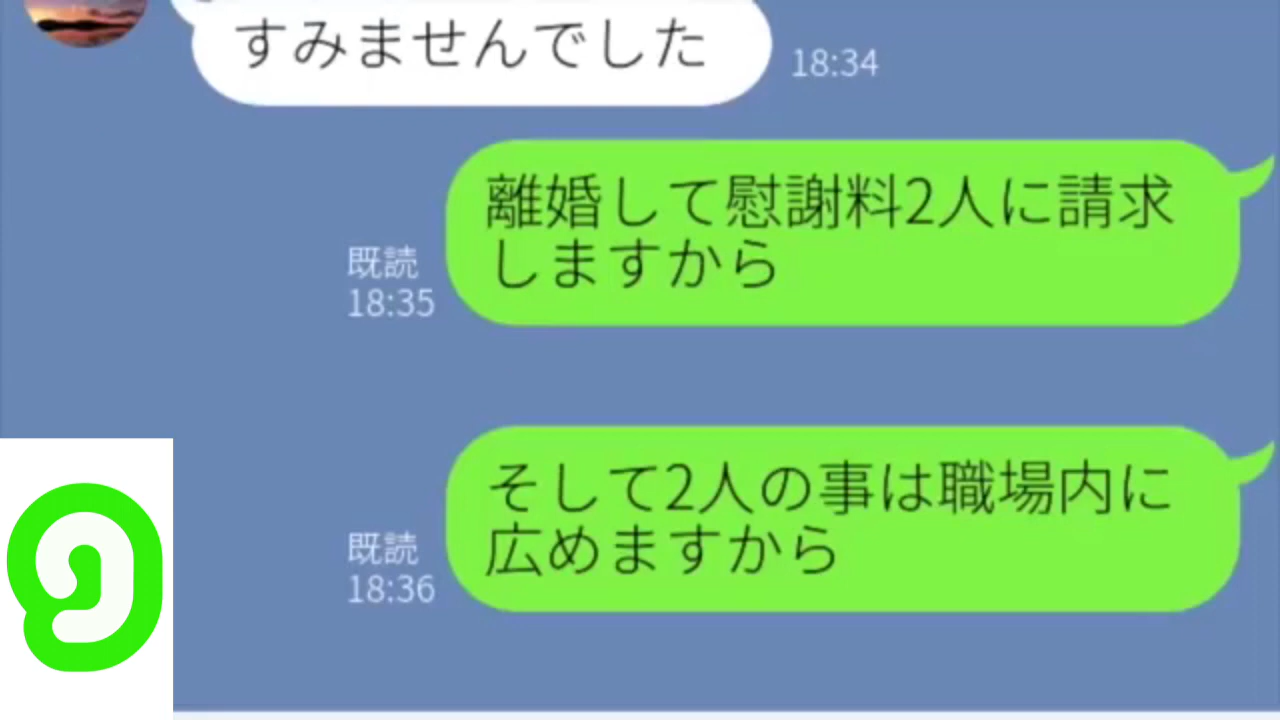 すみませんでした
18:34
離婚して慰謝料2人に請求
しますから
既読
18:35
そして2人の事は職場内に
広めますから
既読
18:36